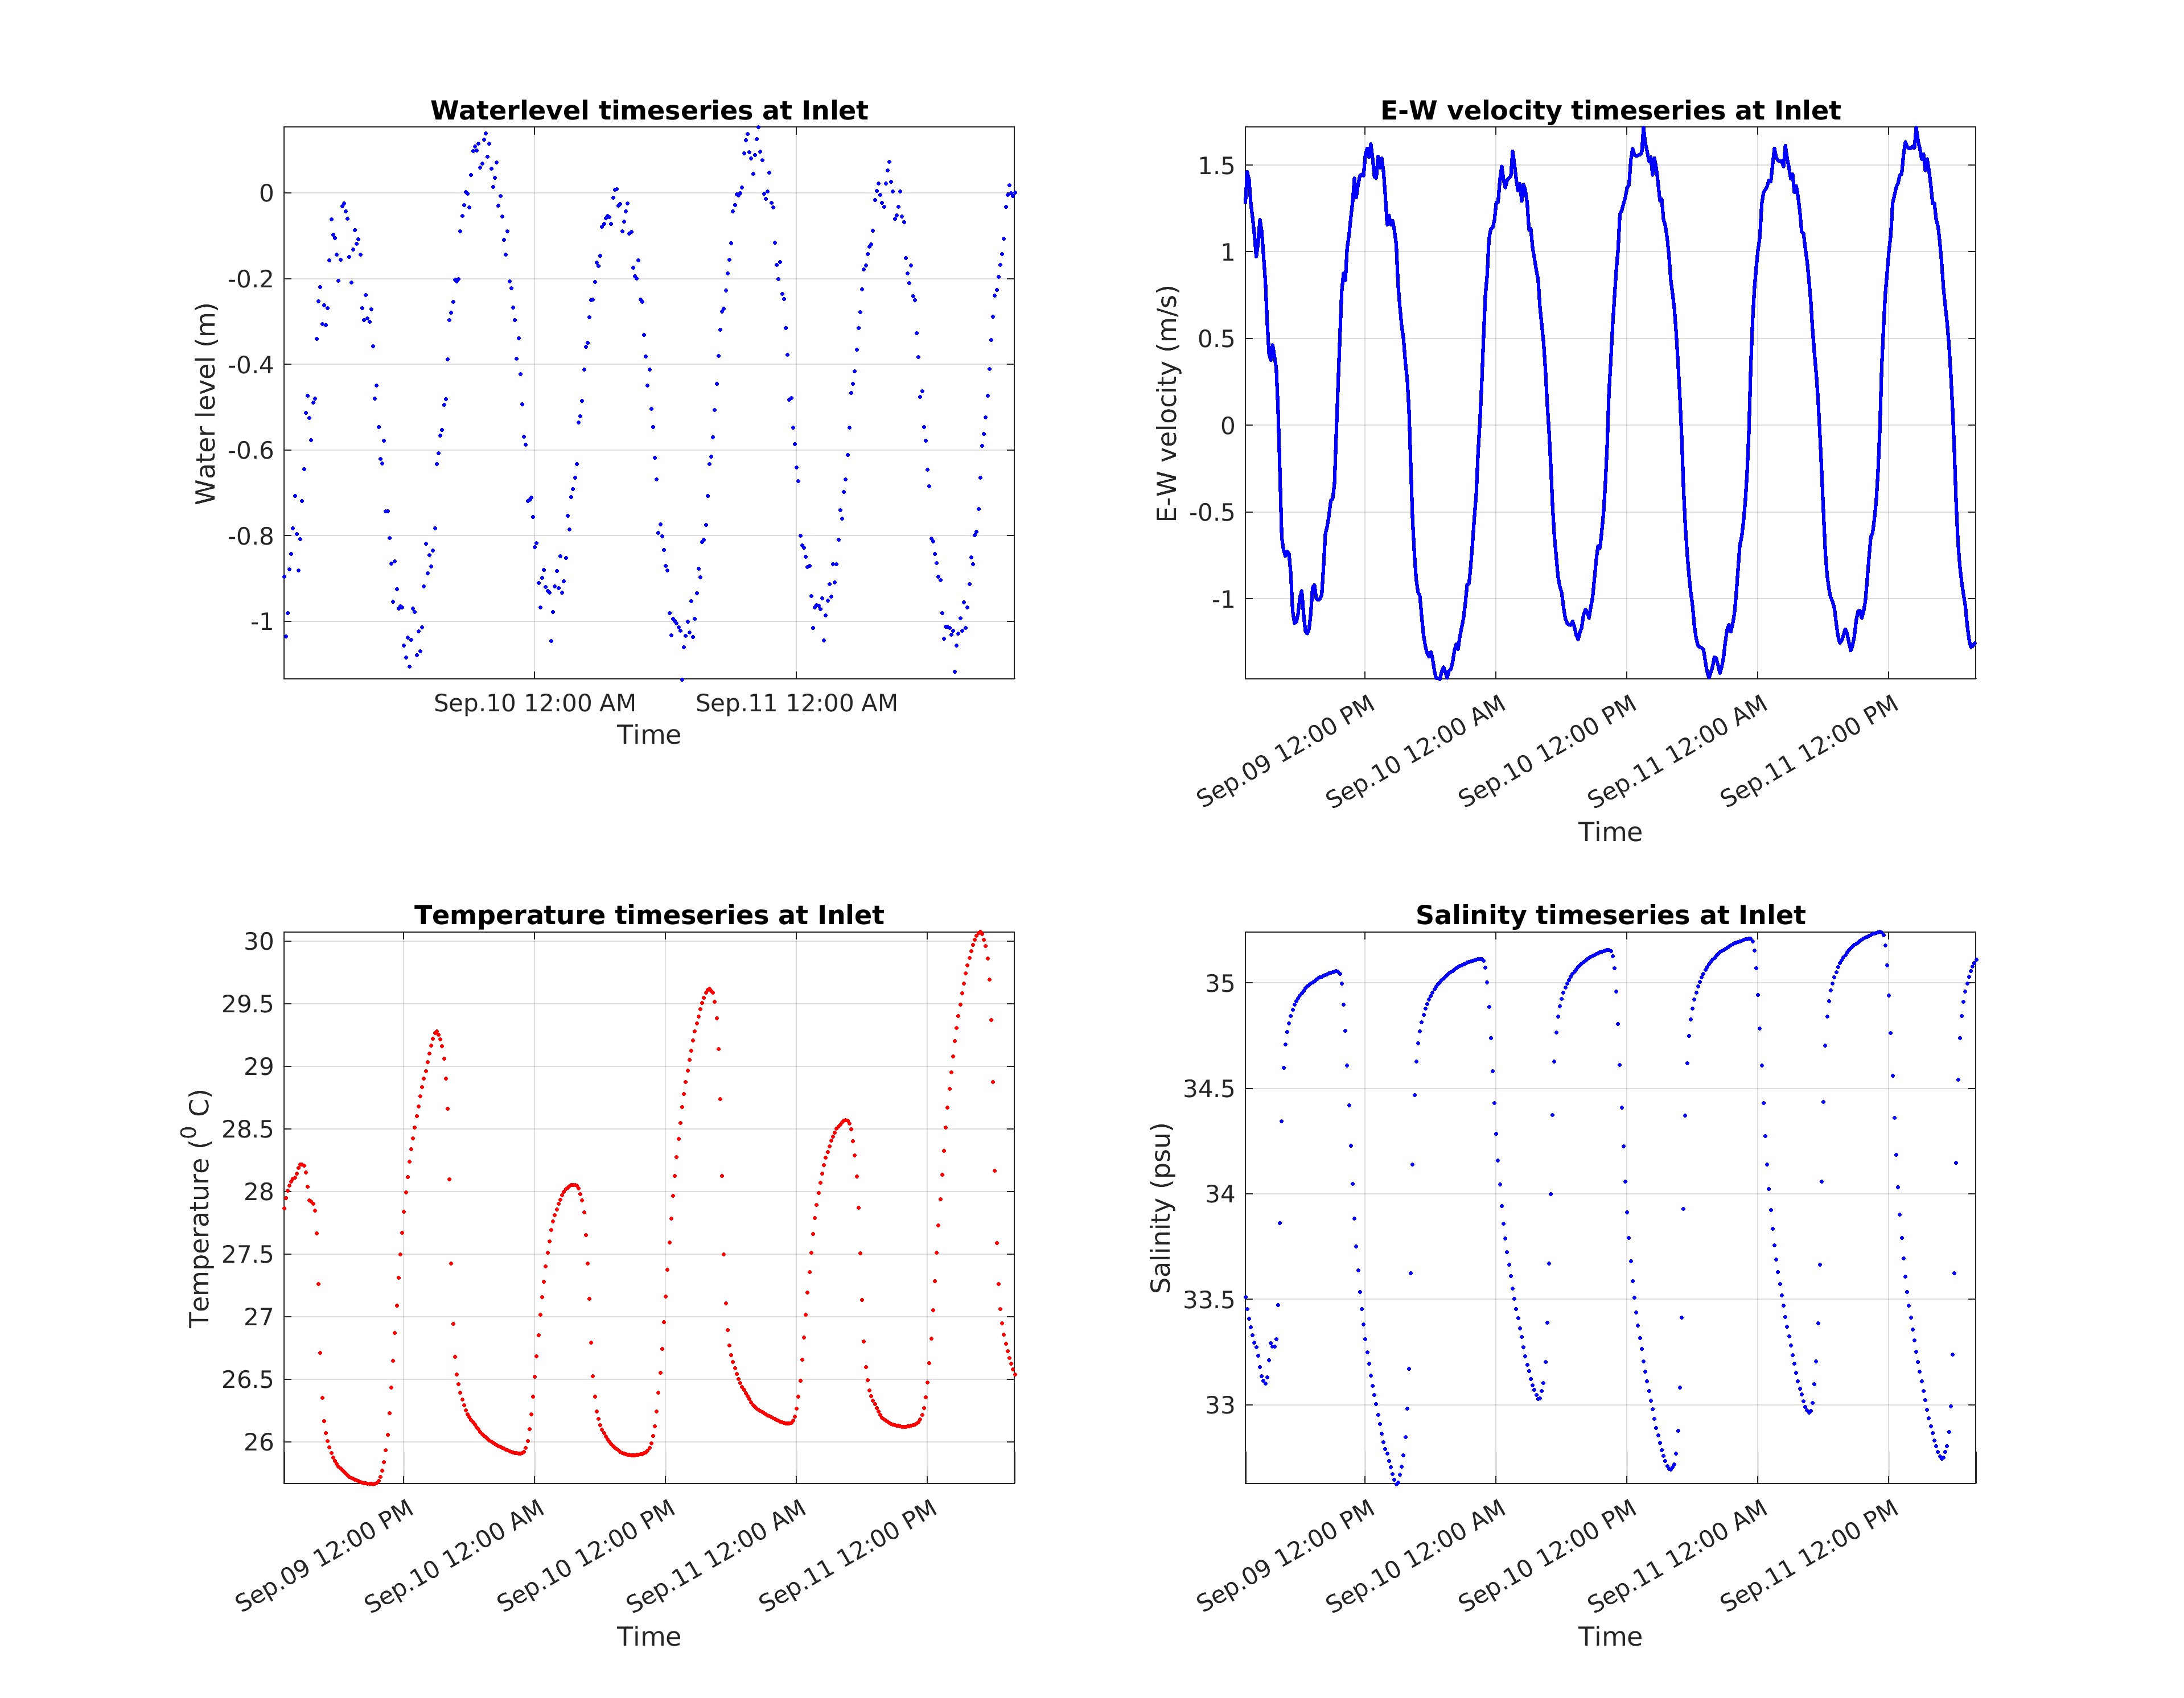 Waterlevel timeseries at Inlet
0
-0.2
-0.4
-0.6
-0.8
-1
Water level (m)
Sep.10 12:00 AM
Sep.11 12:00 AM
Time
E-W velocity timeseries at Inlet
1.5
1
0.5
0
-0.5
-1
E-W velocity (m/s)
Sep.09 12:00 PM
Sep.10 12:00 AM
Sep.10 12:00 PM
Sep.11 12:00 AM
Sep.11 12:00 PM
Time
Temperature timeseries at Inlet
30
29.5
29
28.5
28
27.5
27
26.5
26
Temperature (⁰ C)
Sep.09 12:00 PM
Sep.10 12:00 AM
Sep.10 12:00 PM
Sep.11 12:00 AM
Sep.11 12:00 PM
Time
Salinity timeseries at Inlet
35
34.5
34
33.5
33
Salinity (psu)
Sep.09 12:00 PM
Sep.10 12:00 AM
Sep.10 12:00 PM
Sep.11 12:00 AM
Sep.11 12:00 PM
Time